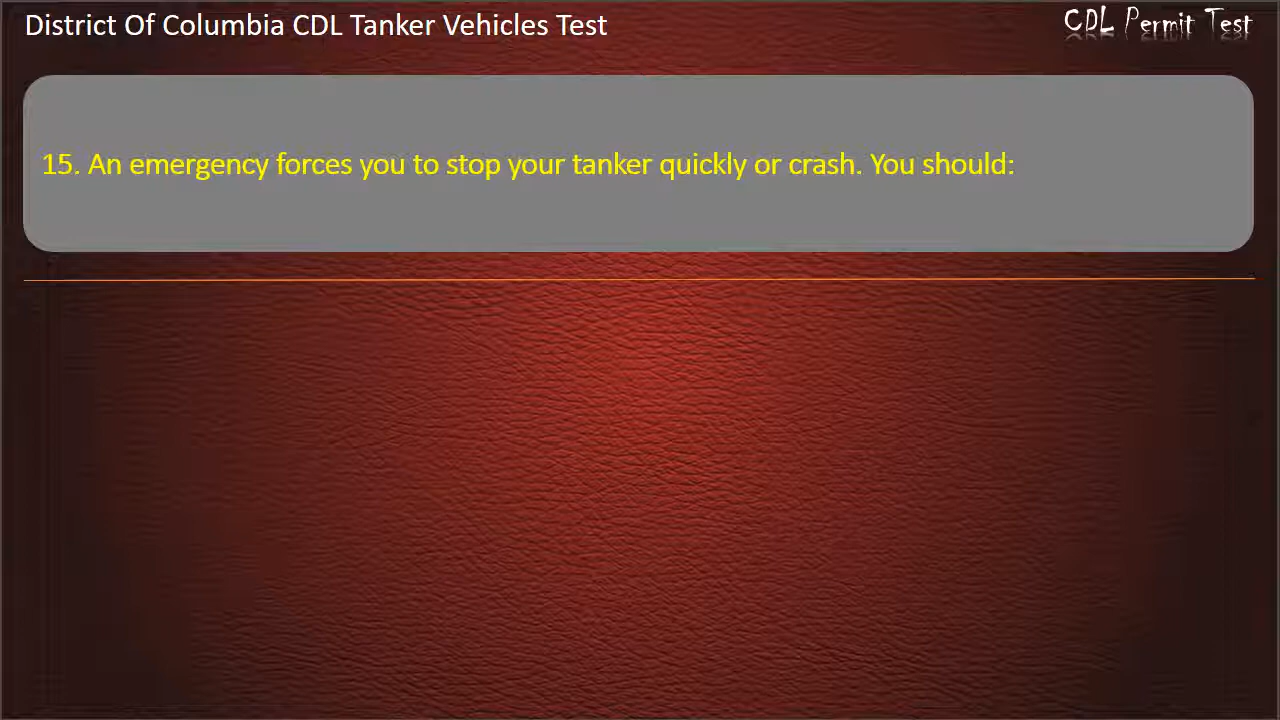 District Of Columbia CDL Tanker Vehicles Test
CDL Permit Test
15. An emergency forces you to stop your tanker quickly or crash. You should: